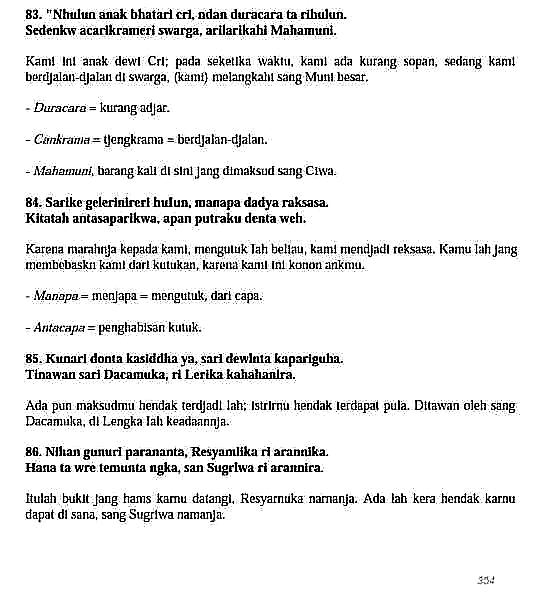 83. "Nhulun anak bhatari cri, ndan duracara ta rihulun.
Sedenkw acarikrameri swarga, arilarikahi Mahamuni.
Kami ini anak dewi Cri; pada seketika waktu, kami ada kurang sopan, sedang kami
berdjalan-djalan di swarga, (kami) melangkahi sang Muni besar.
- Duracara = kurang adjar.
- Cankrama = tjengkrama = berdjalan-djalan.
- Mahamuni, barang kali di sini jang dimaksud sang Ciwa.
84. Sarike gelerinireri hulun, manapa dadya raksasa.
Kitatah antasaparikwa, apan putraku denta weh.
Karena marahnja kepada kami, mengutuk lah beliau, kami mendjadi reksasa. Kamu lah jang
membebaskn kami dari kutukan, karena kami ini konon ankmu.
- Manapa = menjapa = mengutuk, dari capa.
- Antacapa = penghabisan kutuk.
85. Kunari donta kasiddha ya, sari dewinta kapariguha.
Tinawan sari Dacamuka, ri Lerika kahahanira.
Ada pun maksudmu hendak terdjadi lah; istrirnu hendak terdapat pula. Ditawan oleh sang
Dacamuka, di Lengka lah keadaannja.
86. Nihan gunuri parananta, Resyamlika ri arannika.
Hana ta wre temunta ngka, san Sugriwa ri arannira.
Itulah bukit jang hams kamu datangi, Resyarnuka narnanja. Ada lah kera hendak karnu
dapat di sana, sang Sugriwa namanja.
304